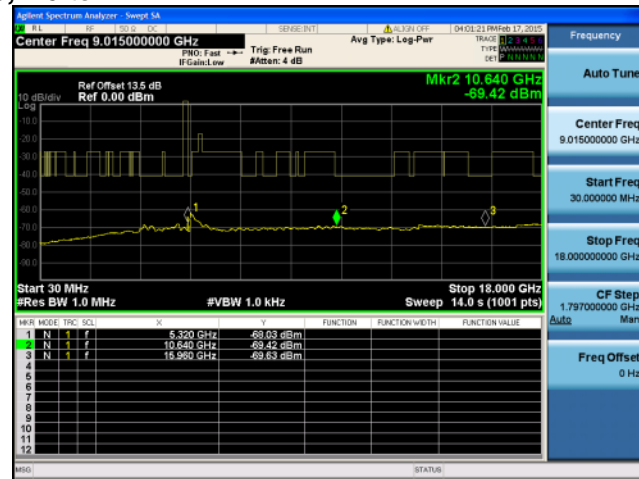 Agilent Spectrum Analyzer - Swept SA
RL RF 50 Ω DC SENSE:INT ALIGN OFF 04:01:21 PM Feb 17, 2015
Center Freq 9.015000000 GHz
PNO: Fast
IFGain:Low
Trig: Free Run
#Atten: 4 dB
Avg Type: Log-Pwr
TRACE 1 2 3 4 5 6
TYPE
DET P N N N N N
Mkr2 10.640 GHz
-69.42 dBm
Ref Offset 13.5 dB
10 dB/div Ref 0.00 dBm
Log
-10.0
-20.0
-30.0
-40.0
-50.0
-60.0
-70.0
-80.0
-90.0
1
2
3
Start 30 MHz Stop 18.000 GHz
#Res BW 1.0 MHz #VBW 1.0 kHz Sweep 14.0 s (1001 pts)
MKR MODE TRC SCL X Y FUNCTION FUNCTION WIDTH FUNCTION VALUE
1 N 1 f 5.320 GHz -69.03 dBm
2 N 1 f 10.640 GHz -69.42 dBm
3 N 1 f 15.960 GHz -69.63 dBm
4
5
6
7
8
9
10
11
12
MSG STATUS
Frequency
Auto Tune
Center Freq
9.015000000 GHz
Start Freq
30.000000 MHz
Stop Freq
18.000000000 GHz
CF Step
1.797000000 GHz
Auto Man
Freq Offset
0 Hz